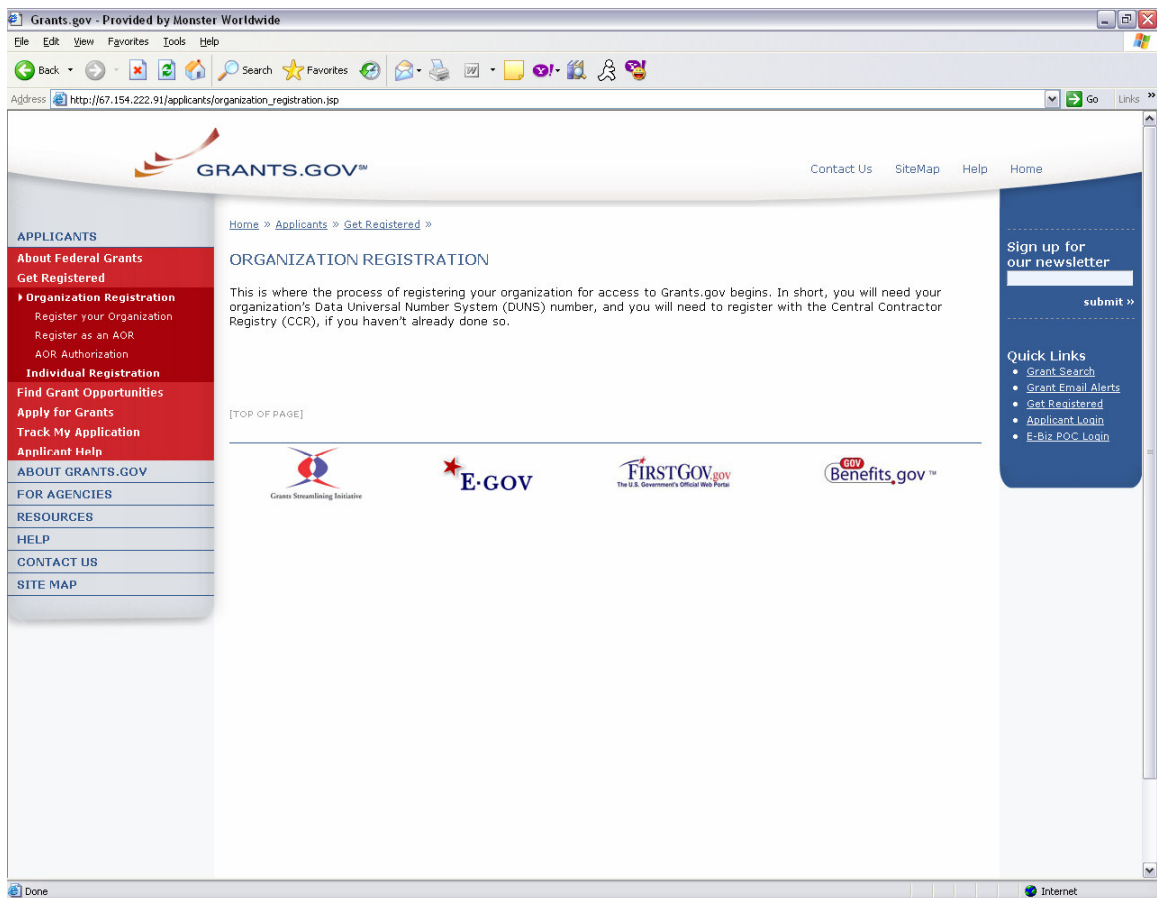 Grants.gov - Provided by Monster Worldwide
File Edit View Favorites Tools Help
Back Search Favorites
Address http://67.154.222.91/applicants/organization_registration.jsp Go Links »
GRANTS.GOV℠
Contact Us SiteMap Help Home
APPLICANTS
About Federal Grants
Get Registered
Organization Registration
Register your Organization
Register as an AOR
AOR Authorization
Individual Registration
Find Grant Opportunities
Apply for Grants
Track My Application
Applicant Help
ABOUT GRANTS.GOV
FOR AGENCIES
RESOURCES
HELP
CONTACT US
SITE MAP
Home » Applicants » Get Registered »
ORGANIZATION REGISTRATION
This is where the process of registering your organization for access to Grants.gov begins. In short, you will need your
organization's Data Universal Number System (DUNS) number, and you will need to register with the Central Contractor
Registry (CCR), if you haven't already done so.
[TOP OF PAGE]
Grants Streamlining Initiative
E·GOV
FIRSTGOV.gov
The U.S. Government's Official Web Portal
GOV
Benefits.gov ™
Sign up for
our newsletter
submit »
Quick Links
• Grant Search
• Grant Email Alerts
• Get Registered
• Applicant Login
• E-Biz POC Login
Done Internet